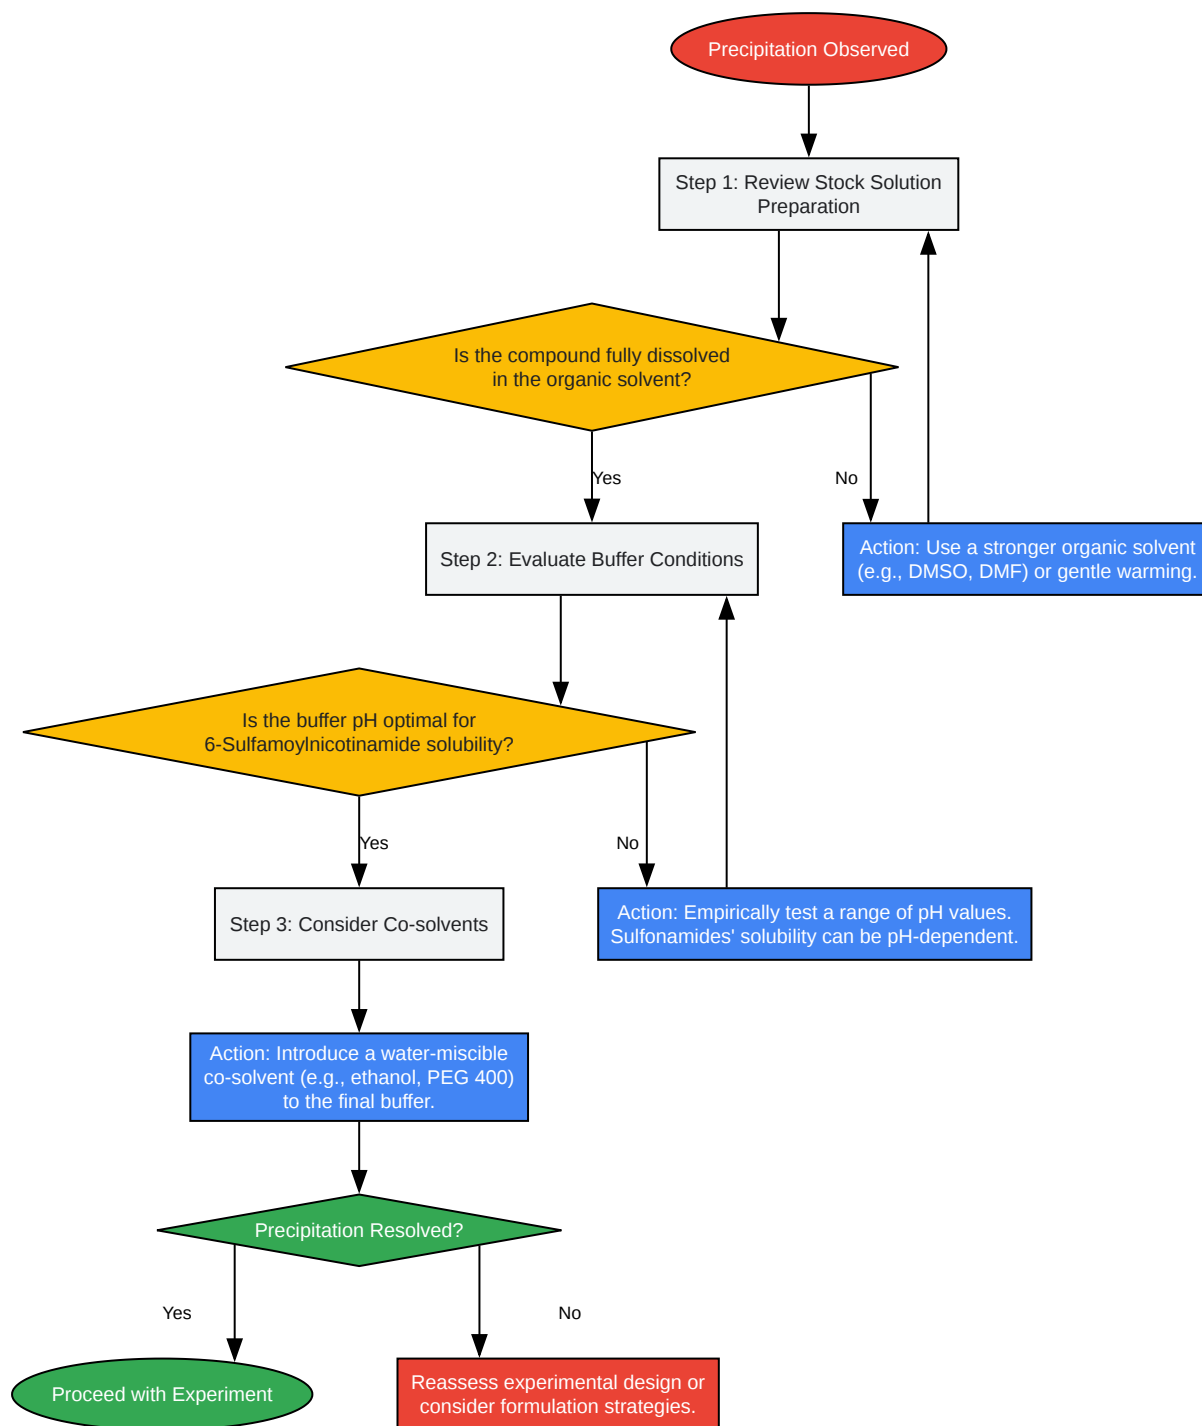 Precipitation Observed
Step 1: Review Stock Solution
Preparation
Is the compound fully dissolved
in the organic solvent?
Yes
No
Step 2: Evaluate Buffer Conditions
Action: Use a stronger organic solvent
(e.g., DMSO, DMF) or gentle warming.
Is the buffer pH optimal for
6-Sulfamoylnicotinamide solubility?
Yes
No
Step 3: Consider Co-solvents
Action: Empirically test a range of pH values.
Sulfonamides' solubility can be pH-dependent.
Action: Introduce a water-miscible
co-solvent (e.g., ethanol, PEG 400)
to the final buffer.
Precipitation Resolved?
Yes
No
Proceed with Experiment
Reassess experimental design or
consider formulation strategies.